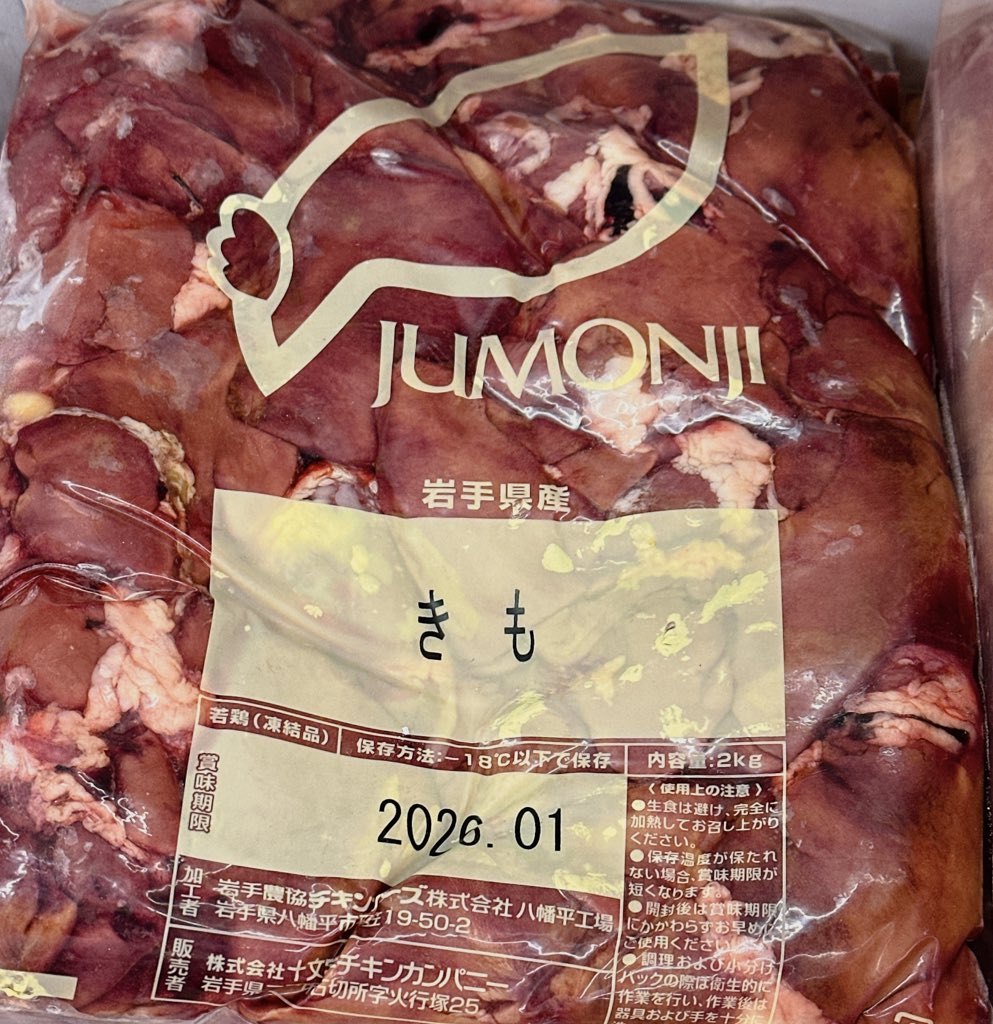 JUMONJI
岩手県産
きも
若鶏(凍結品)
保存方法:−18℃以下で保存
内容量:2kg
賞味期限
2026.01
〈使用上の注意〉
●生食は避け、完全に
加熱してお召し上がり
ください。
●保存温度が保たれ
ない場合、賞味期限が
短くなります。
●開封後は賞味期限
にかかわらずお早めに
ご使用ください。
●調理および小分け
パックの際は衛生的に
作業を行い、作業後は
器具および手を十分に
加工者
岩手農協チキンフーズ株式会社 八幡平工場
岩手県八幡平市 19-50-2
販売者
株式会社十文字チキンカンパニー
岩手県二 石切所字火行塚25